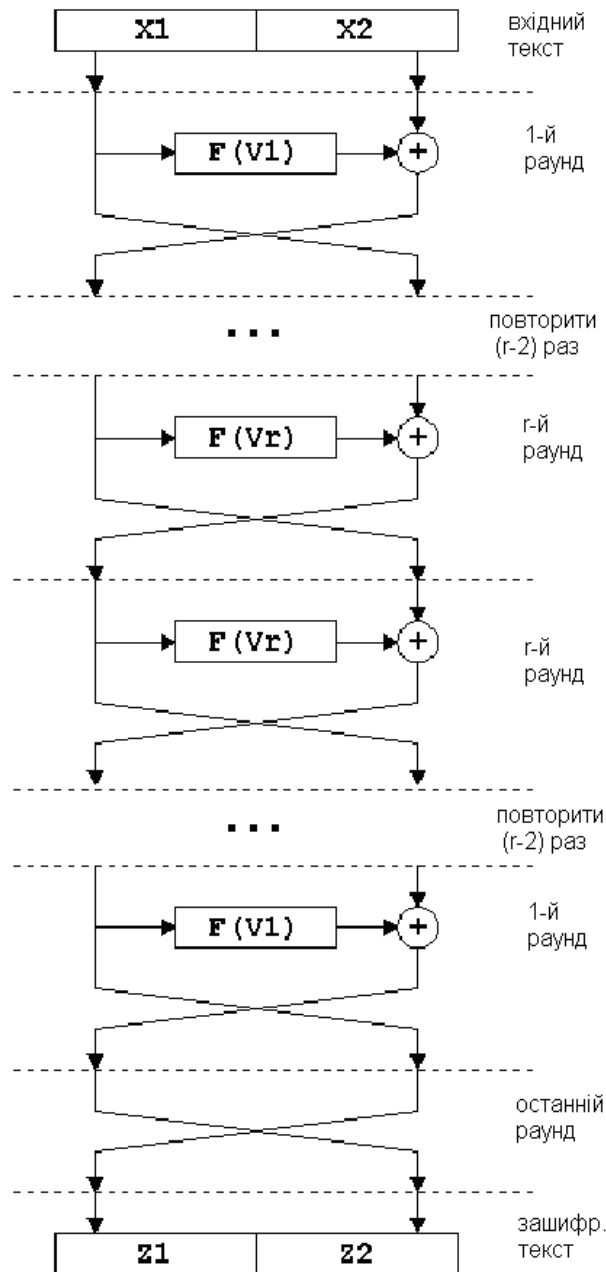 X1 X2
вхідний
текст
F(V1) +
1-й
раунд
...
повторити
(r-2) раз
F(Vr) +
r-й
раунд
F(Vr) +
r-й
раунд
...
повторити
(r-2) раз
F(V1) +
1-й
раунд
останній
раунд
Z1 Z2
зашифр.
текст